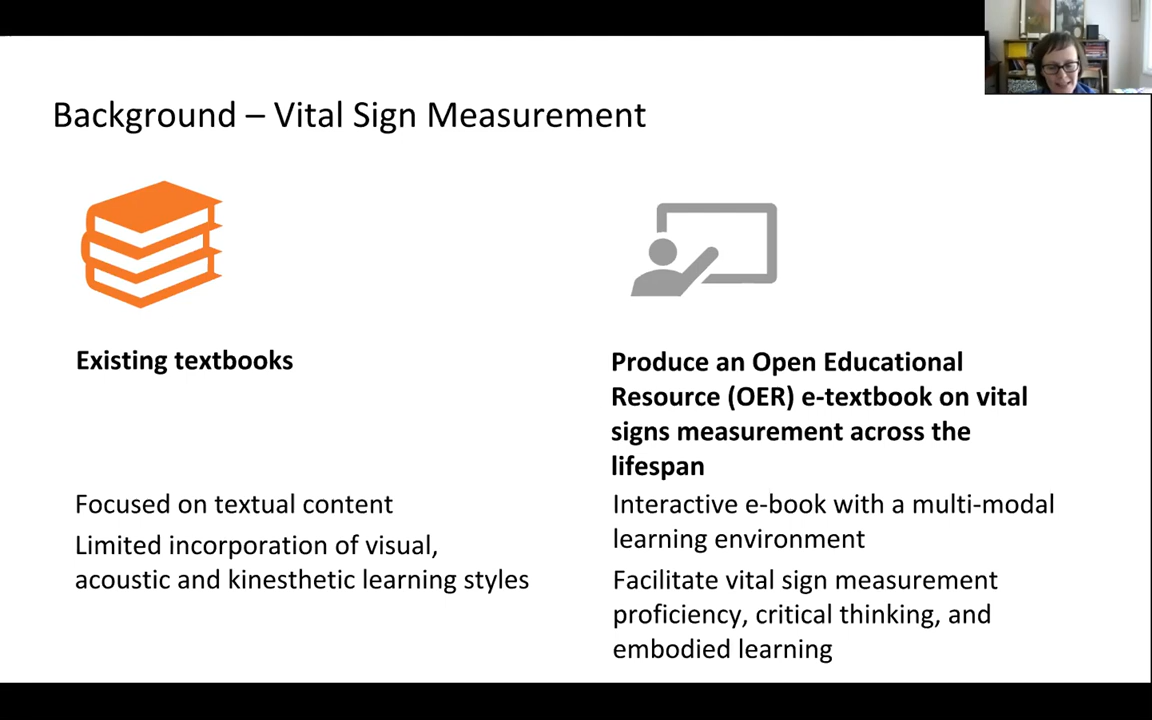 Background – Vital Sign Measurement
Existing textbooks
Focused on textual content
Limited incorporation of visual,
acoustic and kinesthetic learning styles
Produce an Open Educational
Resource (OER) e-textbook on vital
signs measurement across the
lifespan
Interactive e-book with a multi-modal
learning environment
Facilitate vital sign measurement
proficiency, critical thinking, and
embodied learning